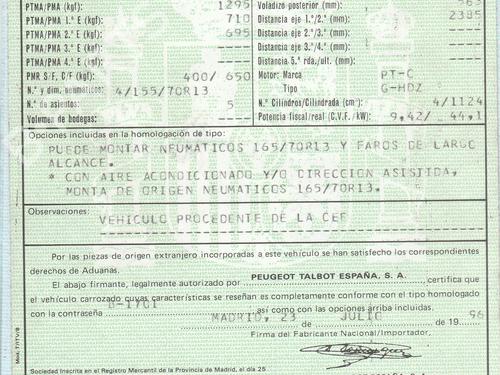 PTMA/PMA (kgf): 1295 Voladizo posterior (mm): 563
PTMA/PMA 1.ª E (kgf): 710 Distancia eje 1.ª/2.ª (mm): 2385
PTMA/PMA 2.ª E (kgf): 695 Distancia eje 2.ª/3.ª (mm):
PTMA/PMA 3.ª E (kgf): Distancia eje 3.ª/4.ª (mm):
PTMA/PMA 4.ª E (kgf): Distancia 5.ª rda./ult. (mm):
PMR S/F, C/F (kgf): 400/ 650 Motor: Marca PT-C
N.º y dim. neumáticos: 4/155/70R13 Tipo G-HDZ
N.º de asientos: 5 N.º Cilindros/Cilindrada (cm³): 4/1124
Volumen de bodegas: Potencia fiscal/real (C.V.F. /kW): 9,42/ 44,1
Opciones incluidas en la homologación de tipo:
PUEDE MONTAR NEUMATICOS 165/70R13 Y FAROS DE LARGO
ALCANCE.
* CON AIRE ACONDICIONADO Y/O DIRECCION ASISTIDA,
MONTA DE ORIGEN NEUMATICOS 165/70R13.
Observaciones:
VEHICULO PROCEDENTE DE LA CEE
Por las piezas de origen extranjero incorporadas a este vehículo se han satisfecho los correspondientes
derechos de Aduanas.
El abajo firmante, legalmente autorizado por PEUGEOT TALBOT ESPAÑA, S. A., certifica que
el vehículo carrozado cuyas características se reseñan es completamente conforme con el tipo homologado
con la contraseña B-1701 así como con las opciones arriba incluidas.
MADRID, 23 de JULIO de 19 96
Firma del Fabricante Nacional/Importador,
Sociedad Inscrita en el Registro Mercantil de la Provincia de Madrid, el día 25